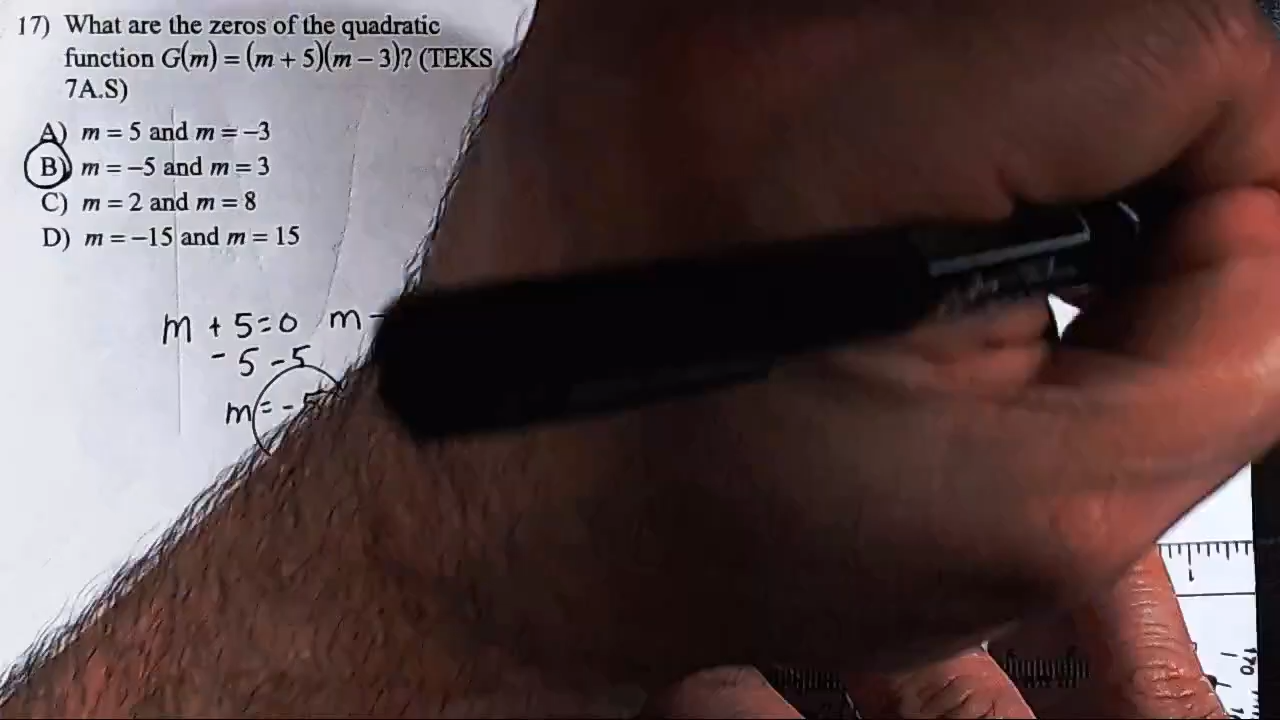 17) What are the zeros of the quadratic
function G(m) = (m + 5)(m − 3)? (TEKS
7A.S)
A) m = 5 and m = −3
B) m = −5 and m = 3
C) m = 2 and m = 8
D) m = −15 and m = 15
m + 5 = 0 m -
- 5 - 5
m = - 5
1